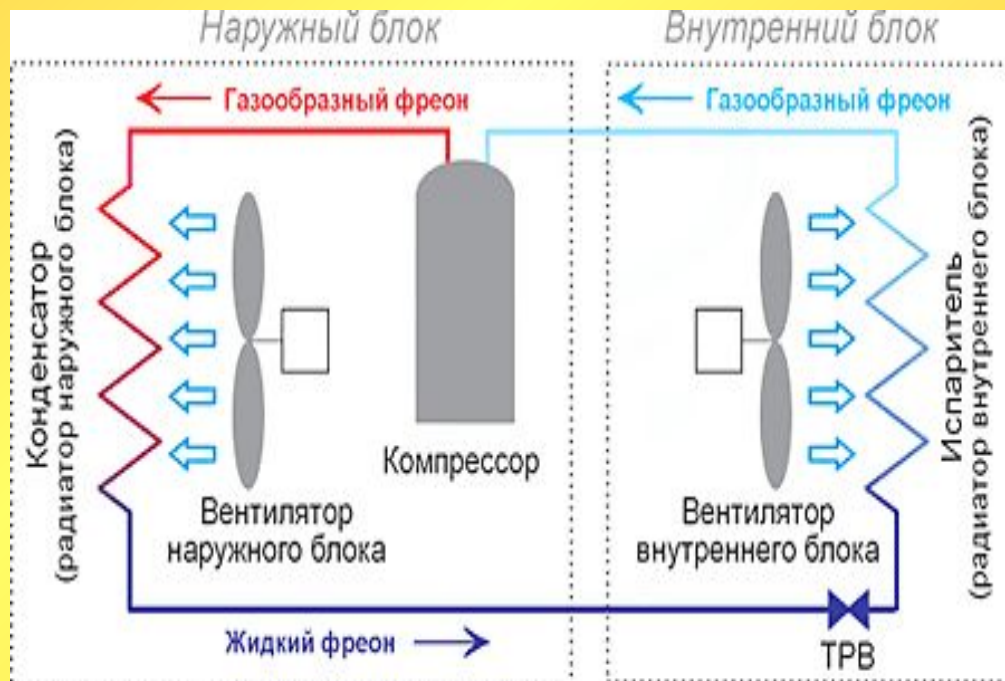 Наружный блок
Внутренний блок
Газообразный фреон
Газообразный фреон
Конденсатор
(радиатор наружного блока)
Компрессор
Вентилятор
наружного блока
Вентилятор
внутреннего блока
Испаритель
(радиатор внутреннего блока)
Жидкий фреон
ТРВ